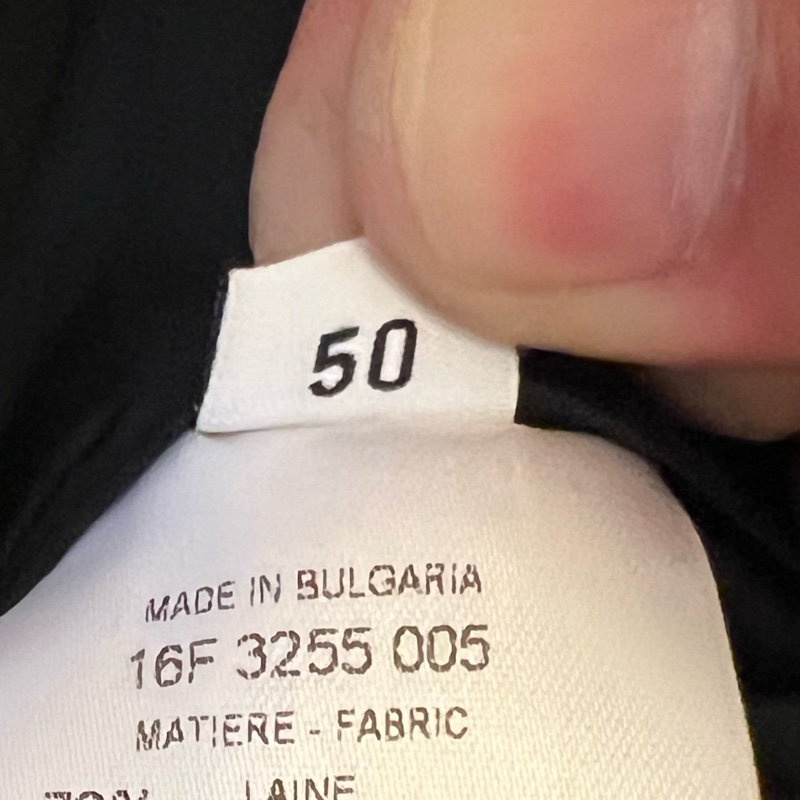 50
MADE IN BULGARIA
16F 3255 005
MATIERE - FABRIC
LAINE